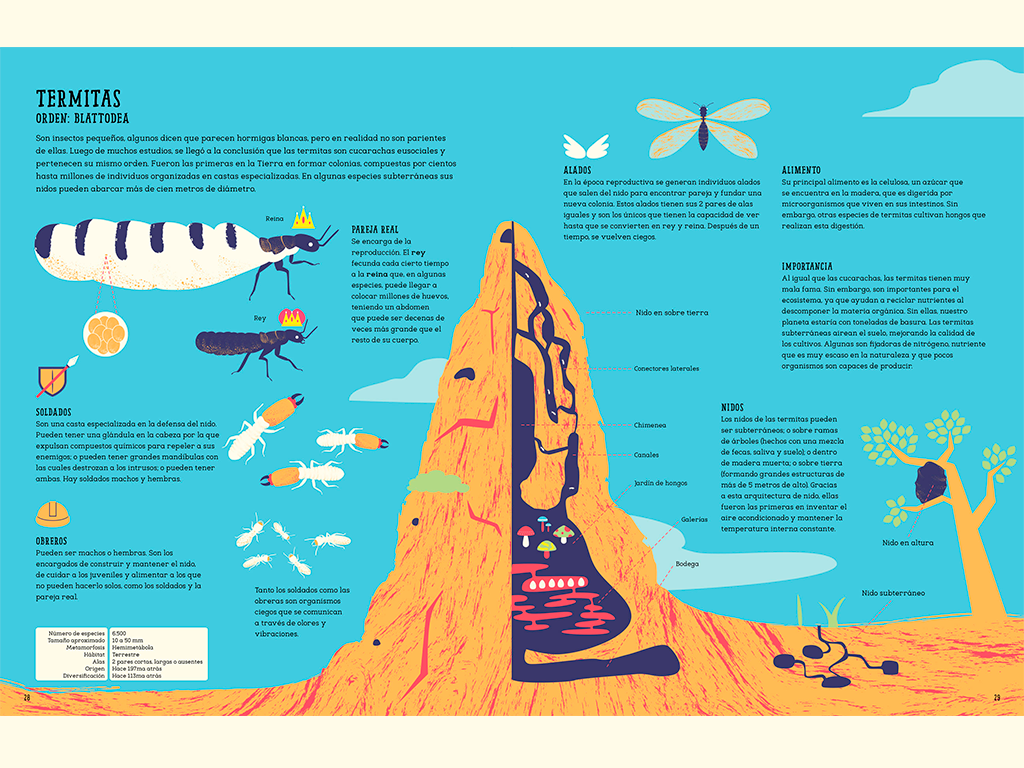 TERMITAS
ORDEN: BLATTODEA
Son insectos pequeños, algunos dicen que parecen hormigas blancas, pero en realidad no son parientes
de ellas. Luego de muchos estudios, se llegó a la conclusión que las termitas son cucarachas eusociales y
pertenecen su mismo orden. Fueron las primeras en la Tierra en formar colonias, compuestas por cientos
hasta millones de individuos organizadas en castas especializadas. En algunas especies subterráneas sus
nidos pueden abarcar más de cien metros de diámetro.
Reina
PAREJA REAL
Se encarga de la
reproducción. El rey
fecunda cada cierto tiempo
a la reina que, en algunas
especies, puede llegar a
colocar millones de huevos,
teniendo un abdomen
que puede ser decenas de
veces más grande que el
resto de su cuerpo.
Rey
SOLDADOS
Son una casta especializada en la defensa del nido.
Pueden tener una glándula en la cabeza por la que
expulsan compuestos químicos para repeler a sus
enemigos; o pueden tener grandes mandíbulas con
las cuales destrozan a los intrusos; o pueden tener
ambas. Hay soldados machos y hembras.
OBREROS
Pueden ser machos o hembras. Son los
encargados de construir y mantener el nido,
de cuidar a los juveniles y alimentar a los que
no pueden hacerlo solos, como los soldados y la
pareja real.
Tanto los soldados como las
obreras son organismos
ciegos que se comunican
a través de olores y
vibraciones.
Número de especies 6.500
Tamaño aproximado 10 a 50 mm
Metamorfosis Hemimetábola
Hábitat Terrestre
Alas 2 pares cortas, largas o ausentes
Origen Hace 197ma atrás
Diversificación Hace 113ma atrás
28
ALADOS
En la época reproductiva se generan individuos alados
que salen del nido para encontrar pareja y fundar una
nueva colonia. Estos alados tienen sus 2 pares de alas
iguales y son los únicos que tienen la capacidad de ver
hasta que se convierten en rey y reina. Después de un
tiempo, se vuelven ciegos.
ALIMENTO
Su principal alimento es la celulosa, un azúcar que
se encuentra en la madera, que es digerida por
microorganismos que viven en sus intestinos. Sin
embargo, otras especies de termitas cultivan hongos que
realizan esta digestión.
IMPORTANCIA
Al igual que las cucarachas, las termitas tienen muy
mala fama. Sin embargo, son importantes para el
ecosistema, ya que ayudan a reciclar nutrientes al
descomponer la materia orgánica. Sin ellas, nuestro
planeta estaría con toneladas de basura. Las termitas
subterráneas airean el suelo, mejorando la calidad de
los cultivos. Algunas son fijadoras de nitrógeno, nutriente
que es muy escaso en la naturaleza y que pocos
organismos son capaces de producir.
Nido en sobre tierra
Conectores laterales
Chimenea
Canales
Jardín de hongos
Galerías
Bodega
NIDOS
Los nidos de las termitas pueden
ser subterráneos; o sobre ramas
de árboles (hechos con una mezcla
de fecas, saliva y suelo); o dentro
de madera muerta; o sobre tierra
(formando grandes estructuras de
más de 5 metros de alto). Gracias
a esta arquitectura de nido, ellas
fueron las primeras en inventar el
aire acondicionado y mantener la
temperatura interna constante.
Nido en altura
Nido subterráneo
29